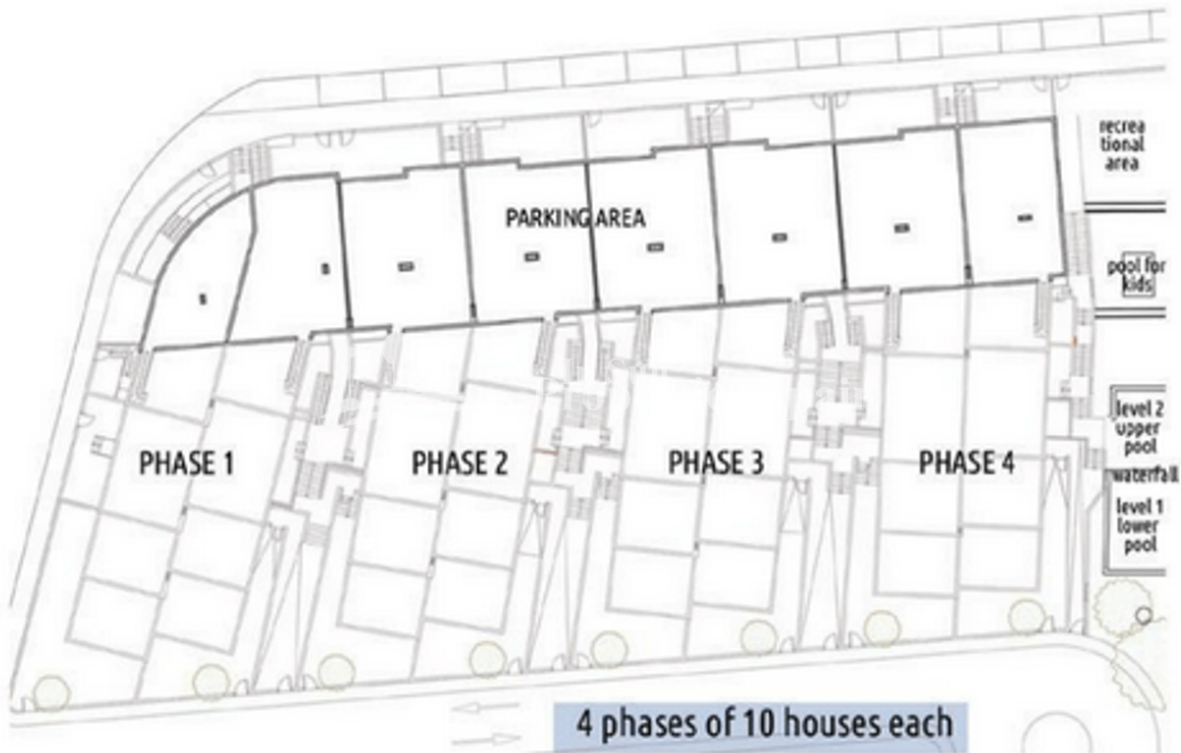 recrea
tional
area
PARKING AREA
pool for
kids
level 2
upper
pool
PHASE 1
PHASE 2
PHASE 3
PHASE 4
waterfall
level 1
lower
pool
4 phases of 10 houses each